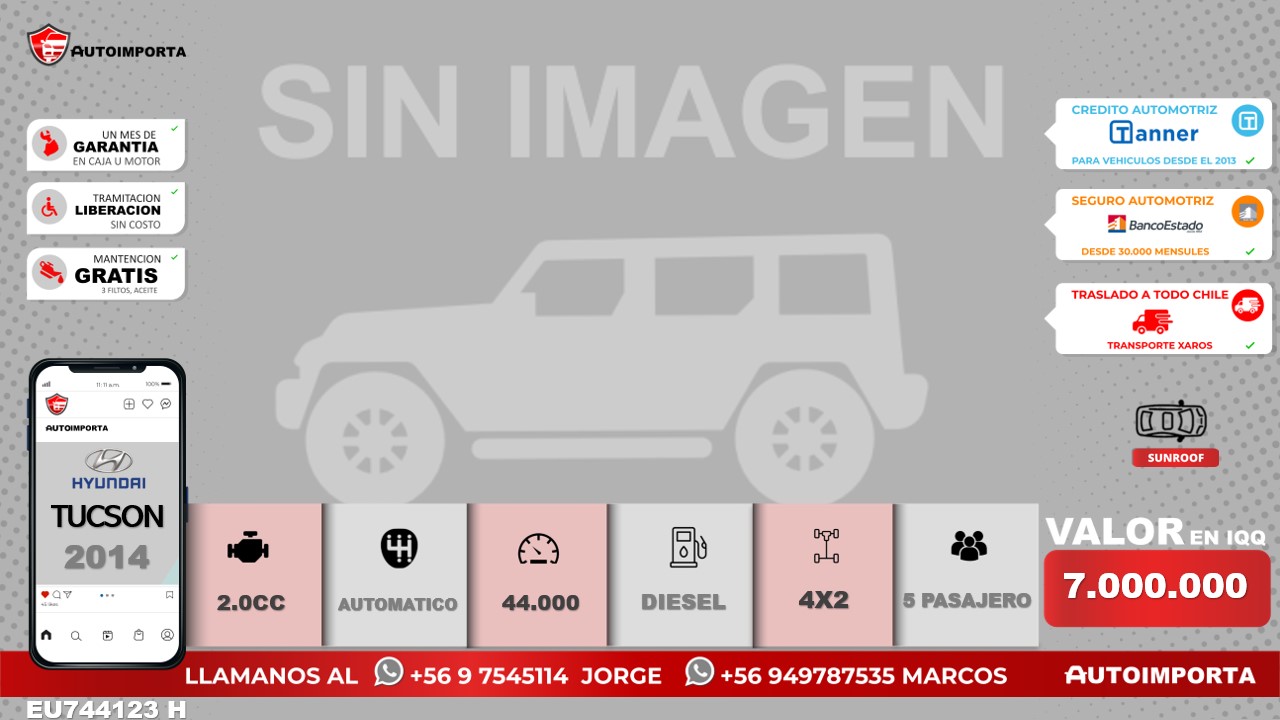 AUTOIMPORTA
SIN IMAGEN
UN MES DE
GARANTIA
EN CAJA U MOTOR
TRAMITACION
LIBERACION
SIN COSTO
MANTENCION
GRATIS
3 FILTOS, ACEITE
CREDITO AUTOMOTRIZ
Tanner
PARA VEHICULOS DESDE EL 2013
SEGURO AUTOMOTRIZ
BancoEstado
DESDE 30.000 MENSULES
TRASLADO A TODO CHILE
TRANSPORTE XAROS
SUNROOF
11:11 a.m. 100%
AUTOIMPORTA
HYUNDAI
TUCSON
2014
2.0CC
AUTOMATICO
44.000
DIESEL
4X2
5 PASAJERO
VALOR EN IQQ
7.000.000
LLAMANOS AL +56 9 7545114 JORGE +56 949787535 MARCOS AUTOIMPORTA
EU744123 H